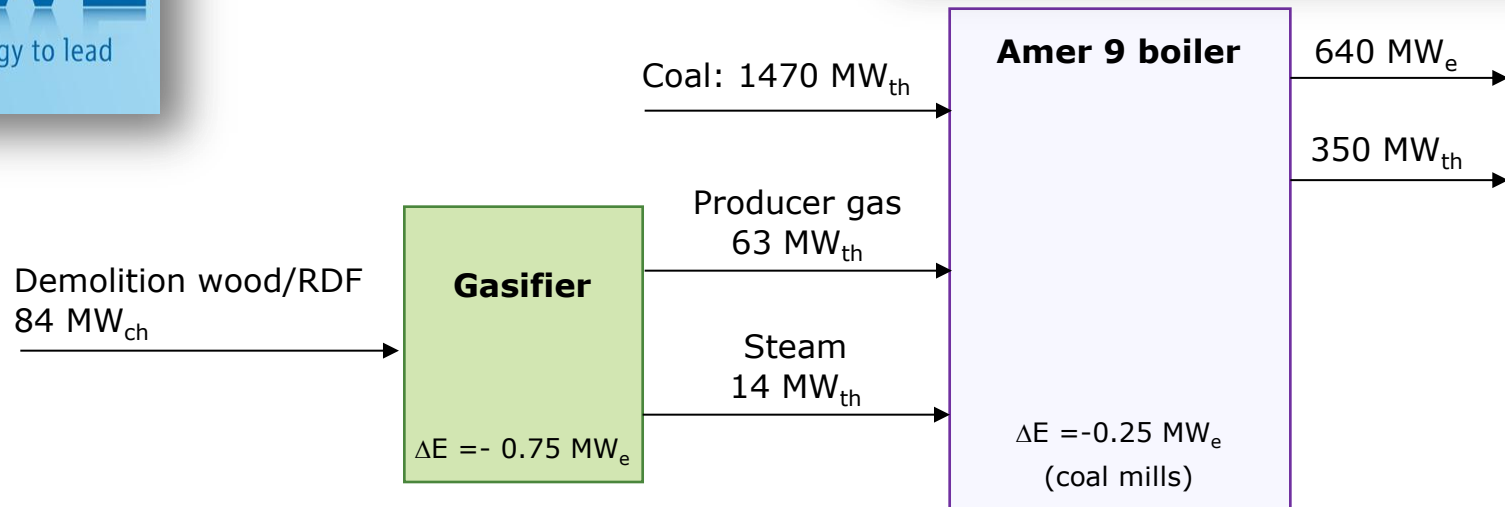 to lead
Amer 9 boiler
640 MWe
Coal: 1470 MWth
350 MWth
Producer gas
63 MWth
Demolition wood/RDF
84 MWch
Gasifier
Steam
14 MWth
ΔE =- 0.75 MWe
ΔE =-0.25 MWe
(coal mills)